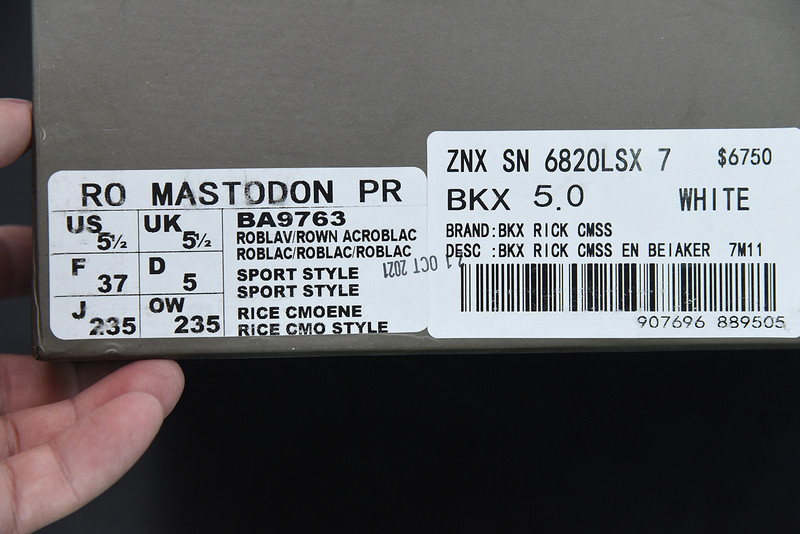 RO MASTODON PR
US 5½ UK 5½
F 37 D 5
J 235 OW 235
BA9763
ROBLAV/ROWN ACROBLAC
ROBLAC/ROBLAC/ROBLAC
SPORT STYLE
SPORT STYLE
RICE CMOENE
RICE CMO STYLE
21 OCT 2021
ZNX SN 6820LSX 7 $6750
BKX 5.0 WHITE
BRAND:BKX RICK CMSS
DESC :BKX RICK CMSS EN BEIAKER 7M11
907696 889505